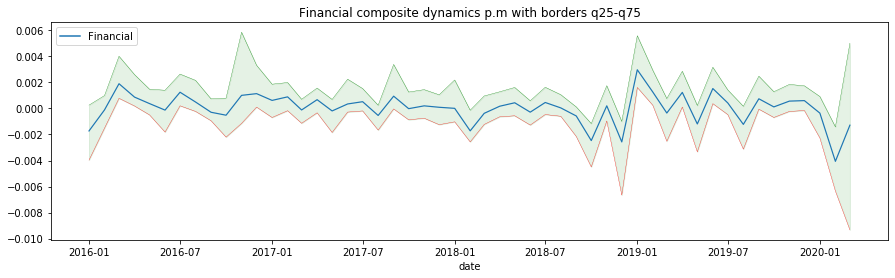 Financial composite dynamics p.m with borders q25-q75
Financial
0.006
0.004
0.002
0.000
−0.002
−0.004
−0.006
−0.008
−0.010
2016-01 2016-07 2017-01 2017-07 2018-01 2018-07 2019-01 2019-07 2020-01
date